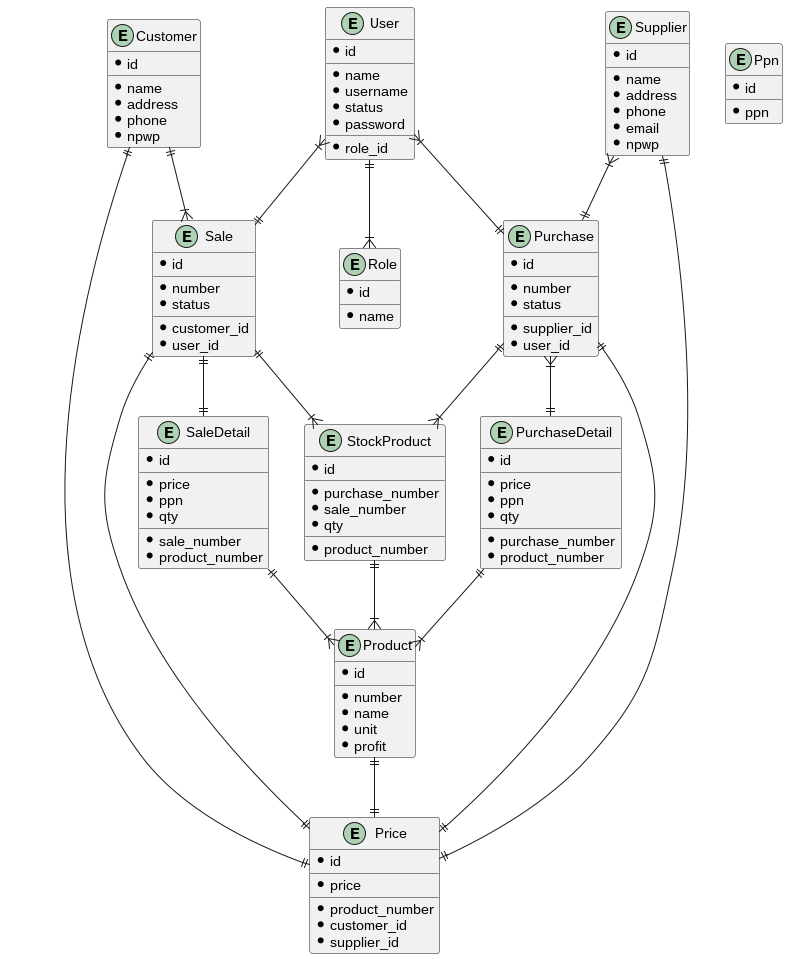 E Customer
id
name
address
phone
npwp
E User
id
name
username
status
password
role_id
E Supplier
id
name
address
phone
email
npwp
E Ppn
id
ppn
E Sale
id
number
status
customer_id
user_id
E Role
id
name
E Purchase
id
number
status
supplier_id
user_id
E SaleDetail
id
price
ppn
qty
sale_number
product_number
E StockProduct
id
purchase_number
sale_number
qty
product_number
E PurchaseDetail
id
price
ppn
qty
purchase_number
product_number
E Product
id
number
name
unit
profit
E Price
id
price
product_number
customer_id
supplier_id